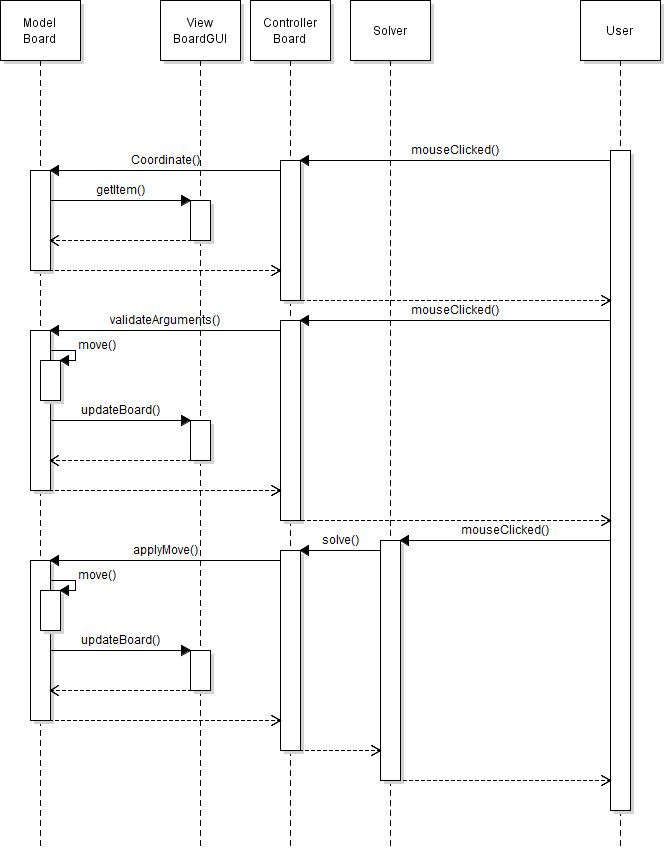 Model
Board
View
BoardGUI
Controller
Board
Solver
User
mouseClicked()
Coordinate()
getItem()
mouseClicked()
validateArguments()
move()
updateBoard()
mouseClicked()
solve()
applyMove()
move()
updateBoard()